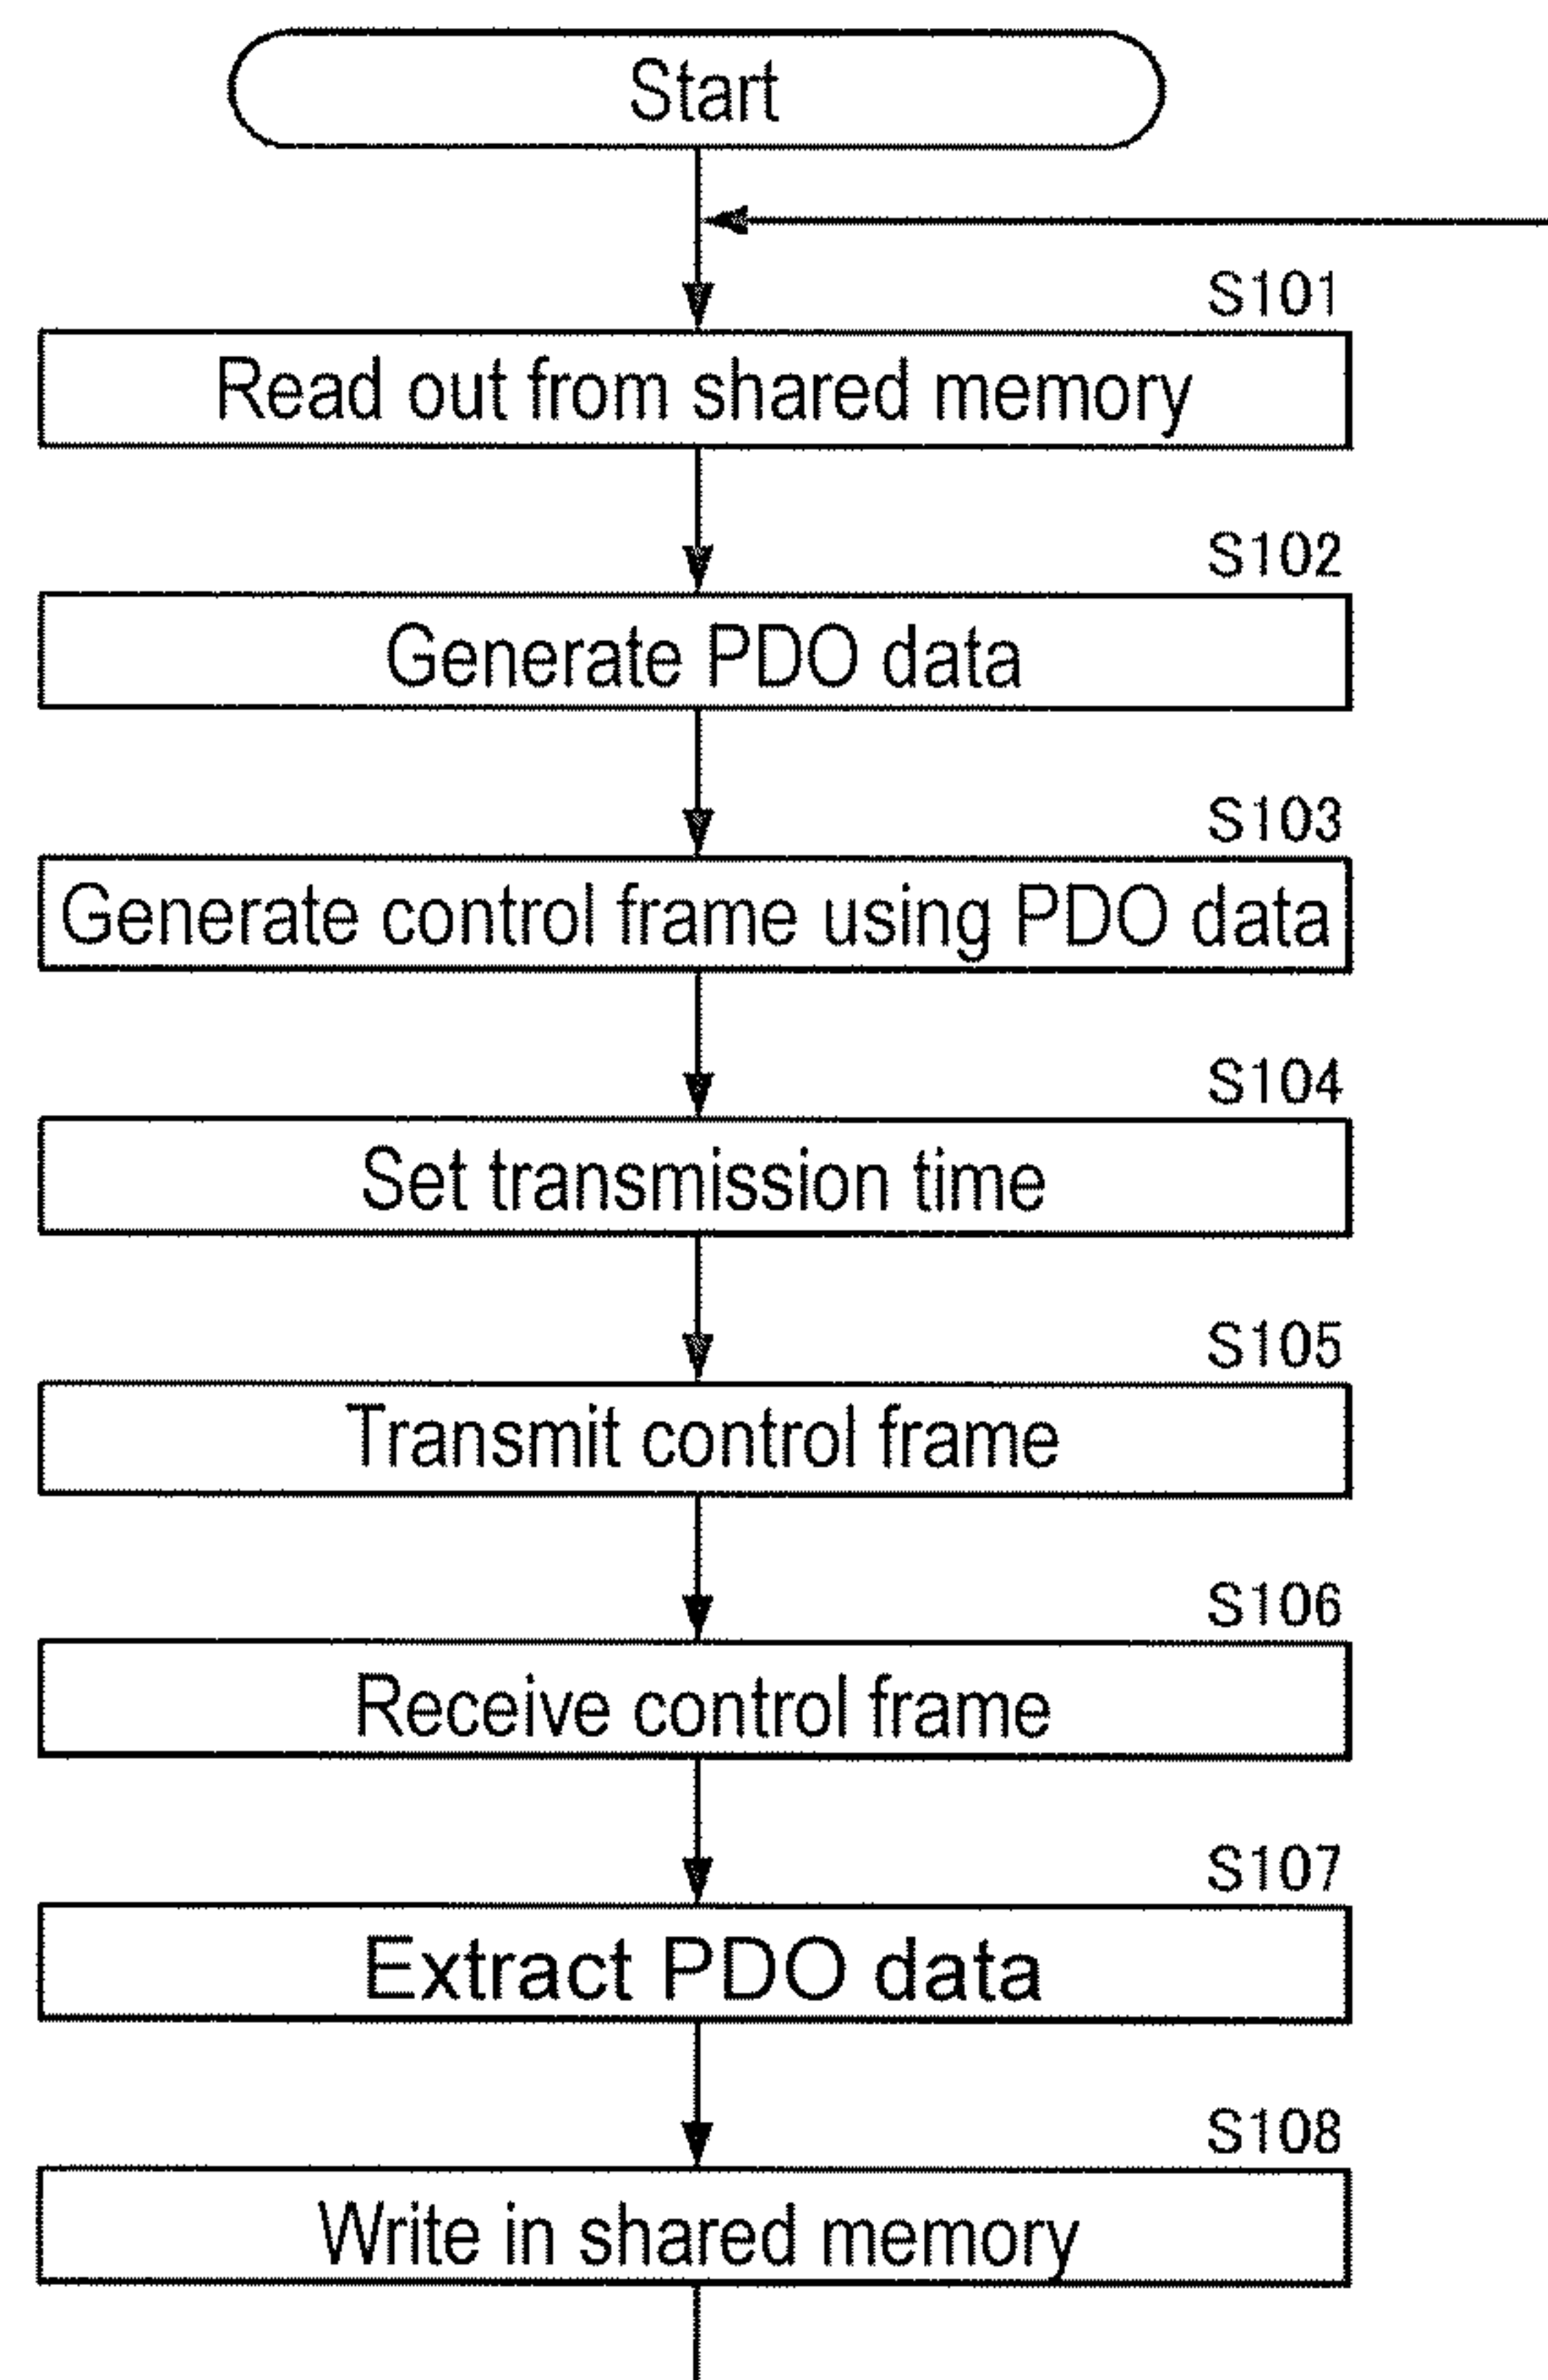 Start
S101
Read out from shared memory
S102
Generate PDO data
S103
Generate control frame using PDO data
S104
Set transmission time
S105
Transmit control frame
S106
Receive control frame
S107
Extract PDO data
S108
Write in shared memory